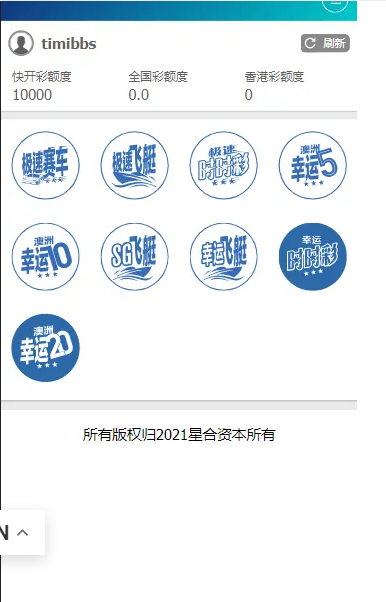 timibbs
刷新
快开彩额度 全国彩额度 香港彩额度
10000 0.0 0
极速赛车
极速飞艇
极速
时时彩
澳洲
幸运5
澳洲
幸运10
SG飞艇
幸运飞艇
幸运
时时彩
澳洲
幸运20
所有版权归2021星合资本所有
N